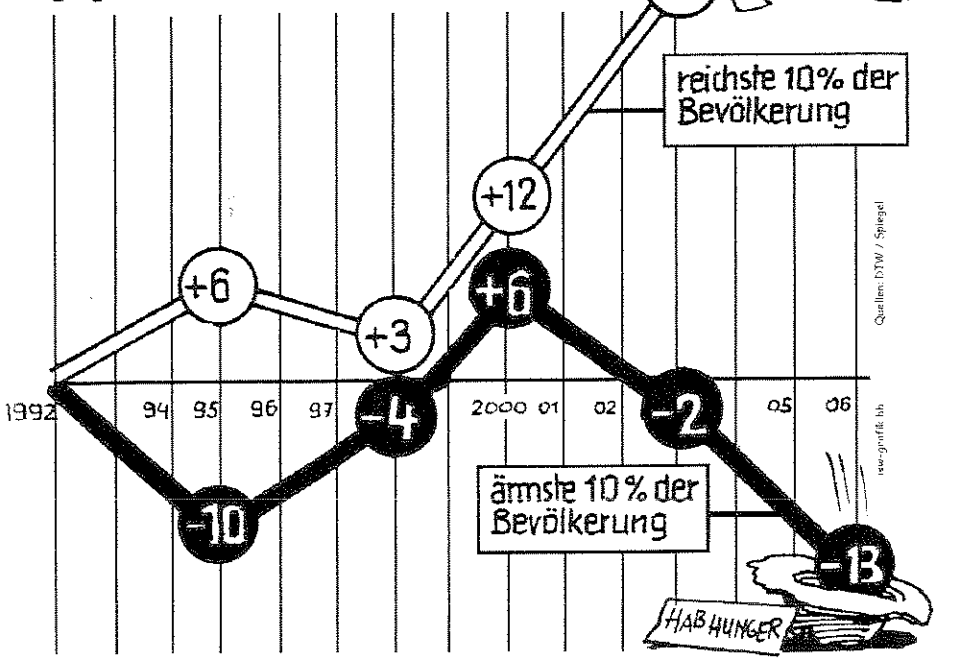 reichste 10% der
Bevölkerung
+12
+6
+6
+3
1992 94 95 96 97 2000 01 02 05 06
-4
-2
ärmste 10% der
Bevölkerung
-10
-13
HAB HUNGER
Quellen: DIW / Spiegel
isw-grafik bh